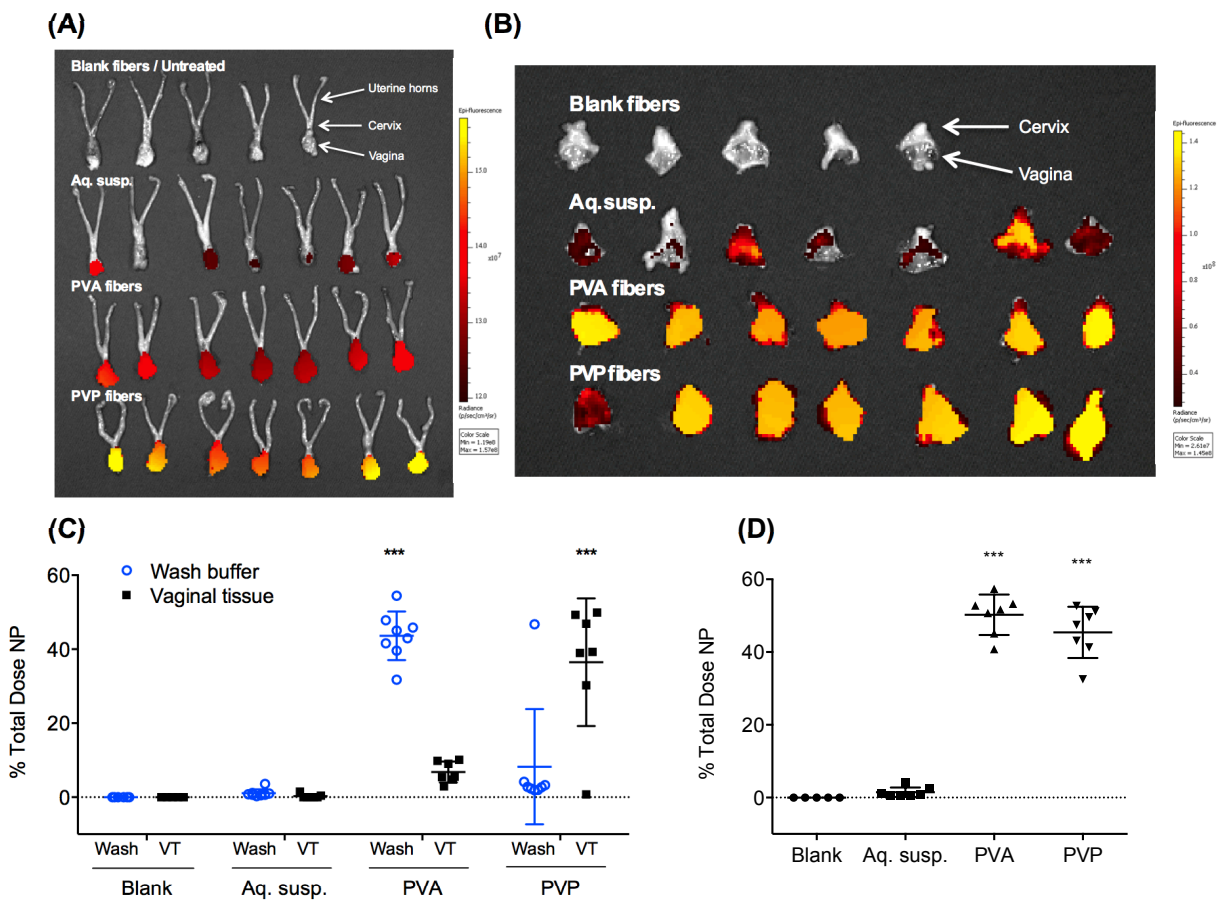 (A)
Blank fibers / Untreated
Uterine horns
Cervix
Vagina
Aq. susp.
PVA fibers
PVP fibers
Epi-fluorescence
15.0
14.0
x10⁷
13.0
12.0
Radiance
(p/sec/cm²/sr)
Color Scale
Min = 1.19e8
Max = 1.57e8
(B)
Blank fibers
Cervix
Vagina
Aq. susp.
PVA fibers
PVP fibers
Epi-fluorescence
1.4
1.2
1.0
x10⁸
0.8
0.6
0.4
Radiance
(p/sec/cm²/sr)
Color Scale
Min = 2.61e7
Max = 1.45e8
(C)
% Total Dose NP
60
40
20
0
Wash buffer
Vaginal tissue
***
***
Wash VT Wash VT Wash VT Wash VT
Blank Aq. susp. PVA PVP
(D)
% Total Dose NP
60
40
20
0
***
***
Blank Aq. susp. PVA PVP